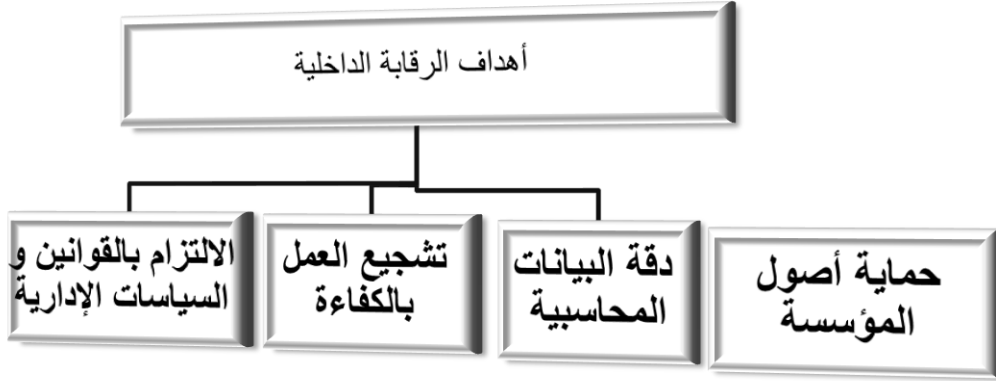 أهداف الرقابة الداخلية
حماية أصول
المؤسسة
دقة البيانات
المحاسبية
تشجيع العمل
بالكفاءة
الالتزام بالقوانين و
السياسات الإدارية